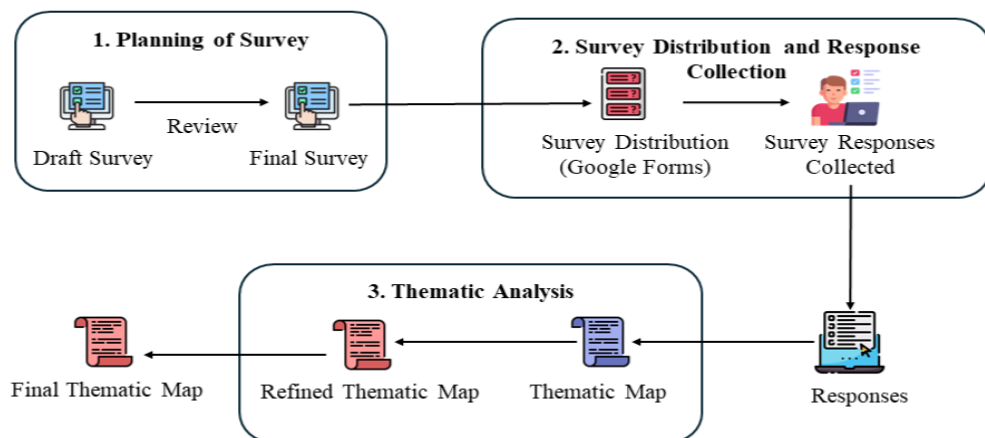 1. Planning of Survey
Review
Draft Survey
Final Survey
2. Survey Distribution and Response
Collection
Survey Distribution
(Google Forms)
Survey Responses
Collected
3. Thematic Analysis
Final Thematic Map
Refined Thematic Map
Thematic Map
Responses